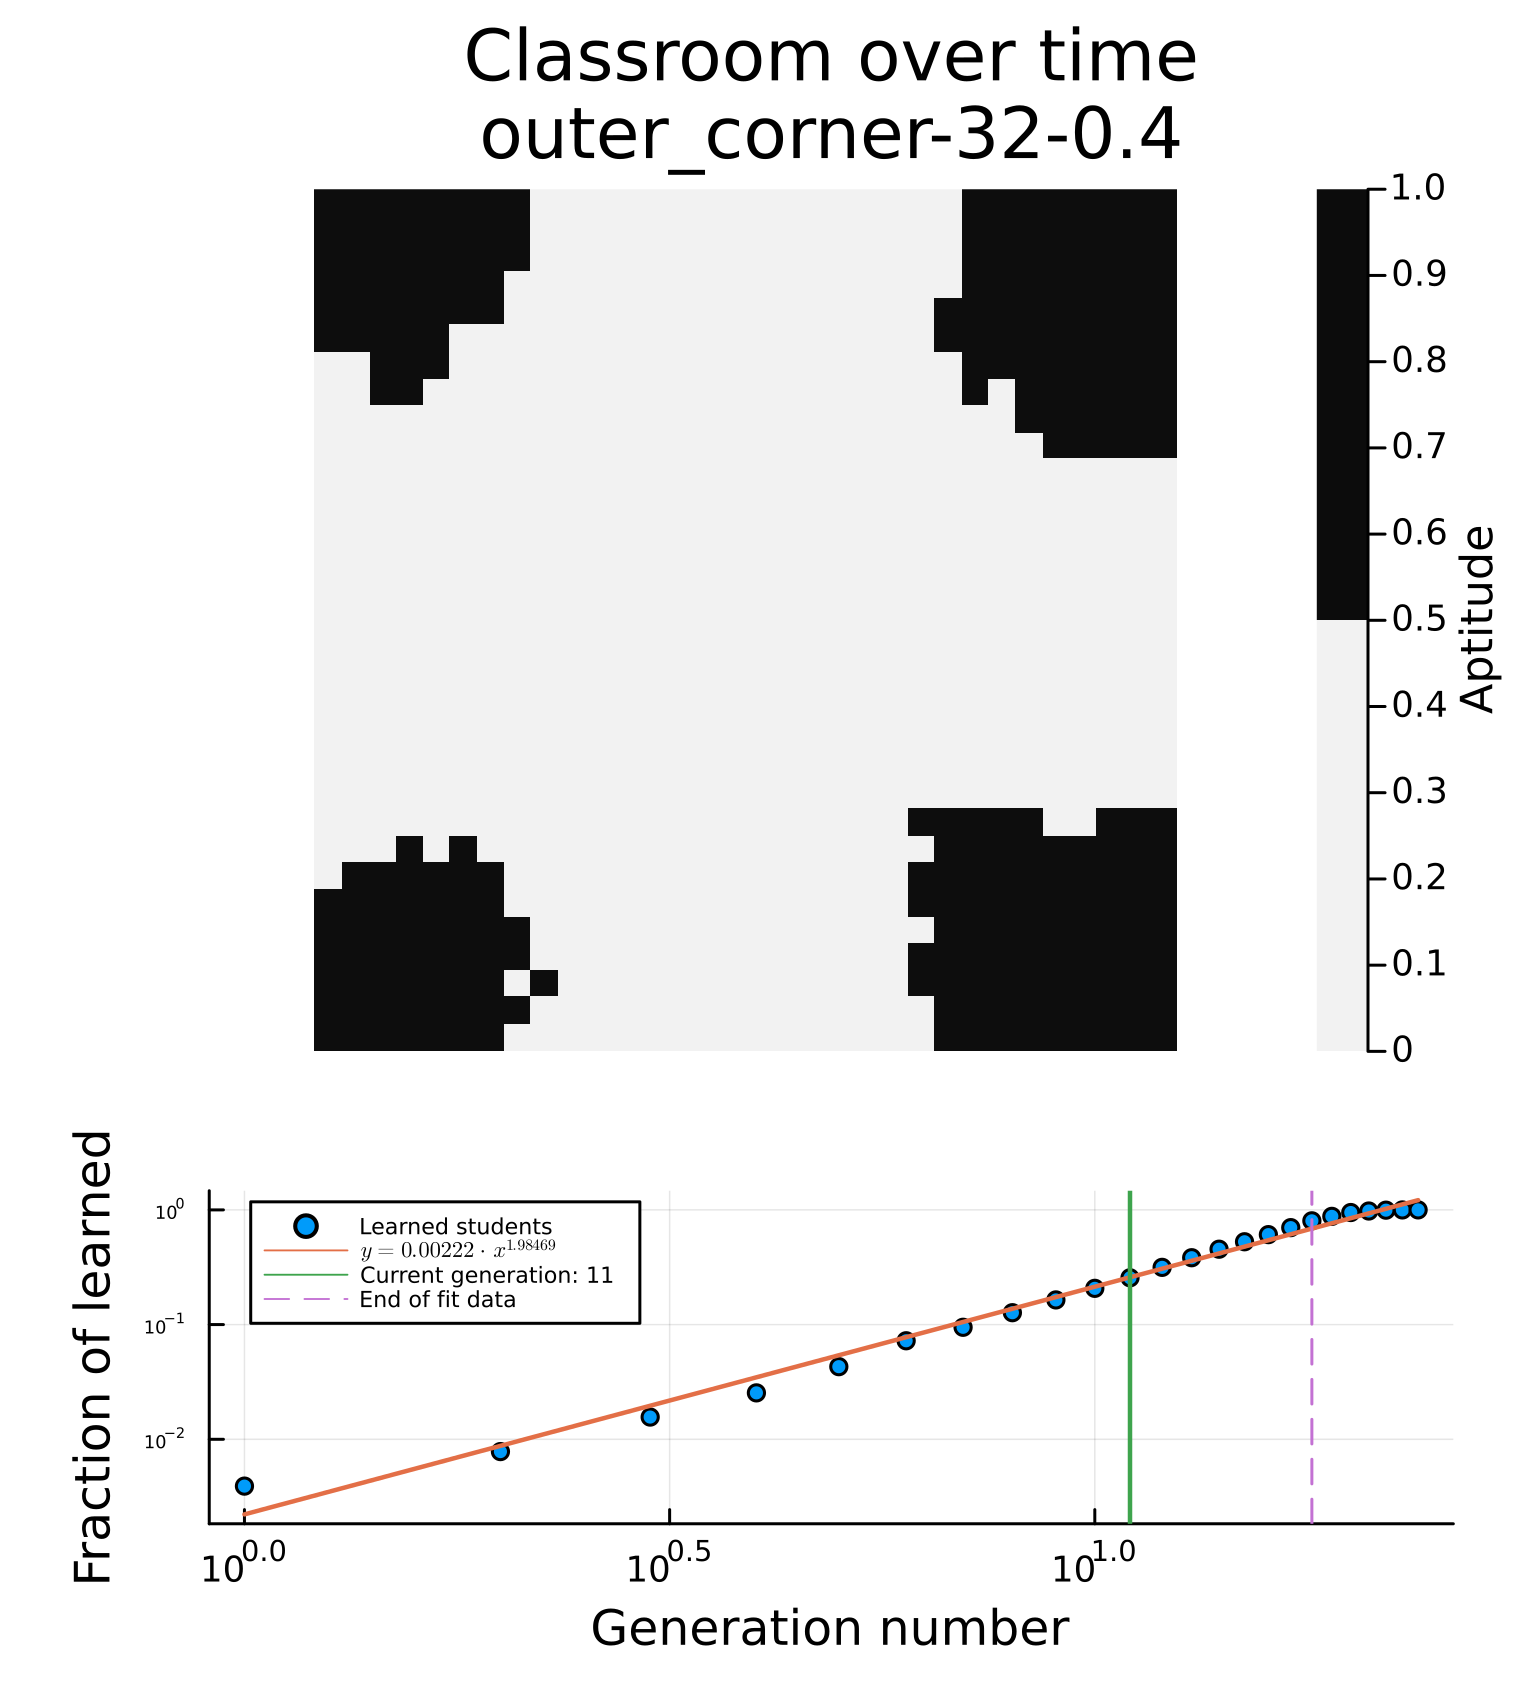 Classroom over time
outer_corner-32-0.4
1.0
0.9
0.8
0.7
0.6
0.5
0.4
0.3
0.2
0.1
0
Aptitude
Fraction of learned
10⁰
10⁻¹
10⁻²
Learned students
y = 0.00222 · x^1.98469
Current generation: 11
End of fit data
10^0.0
10^0.5
10^1.0
Generation number